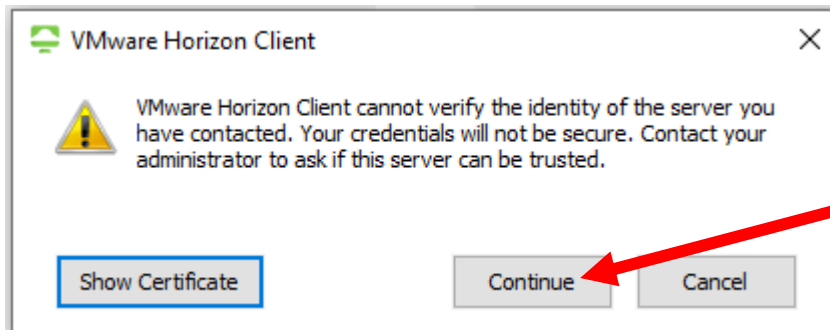 VMware Horizon Client
VMware Horizon Client cannot verify the identity of the server you
have contacted. Your credentials will not be secure. Contact your
administrator to ask if this server can be trusted.
Show Certificate
Continue
Cancel